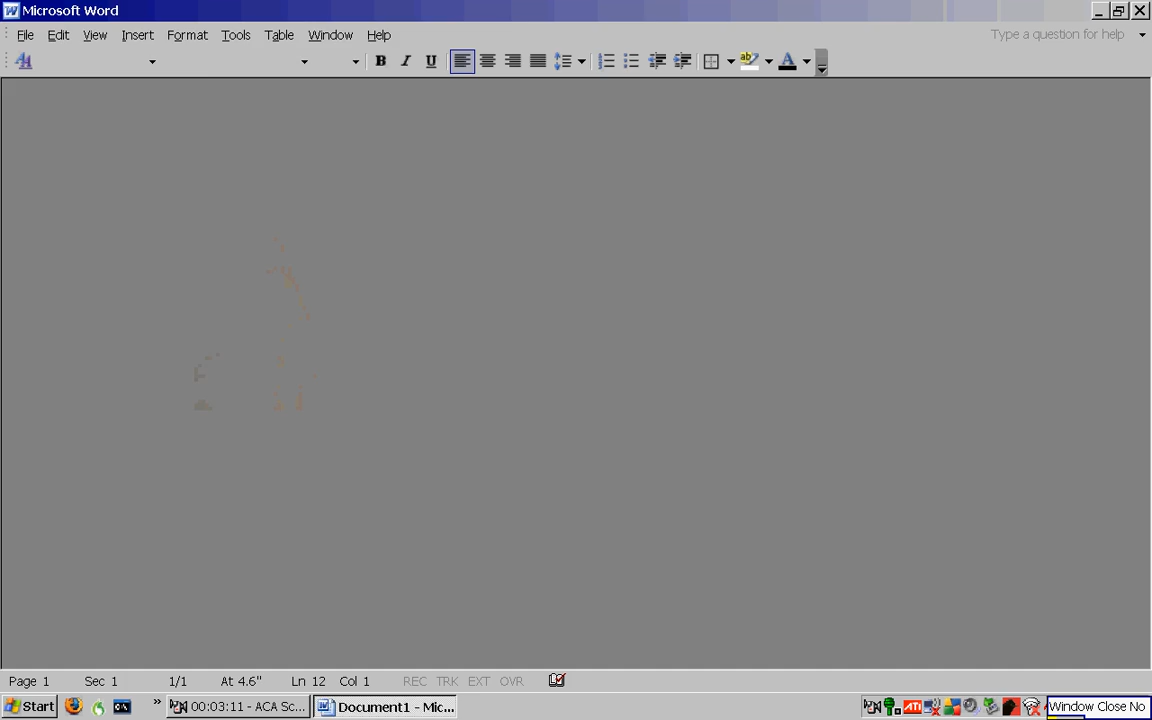 Microsoft Word
File Edit View Insert Format Tools Table Window Help Type a question for help
B I U ab A
Page 1 Sec 1 1/1 At 4.6" Ln 12 Col 1 REC TRK EXT OVR
Start 00:03:11 - ACA Sc... Document1 - Mic... ATI Window Close No